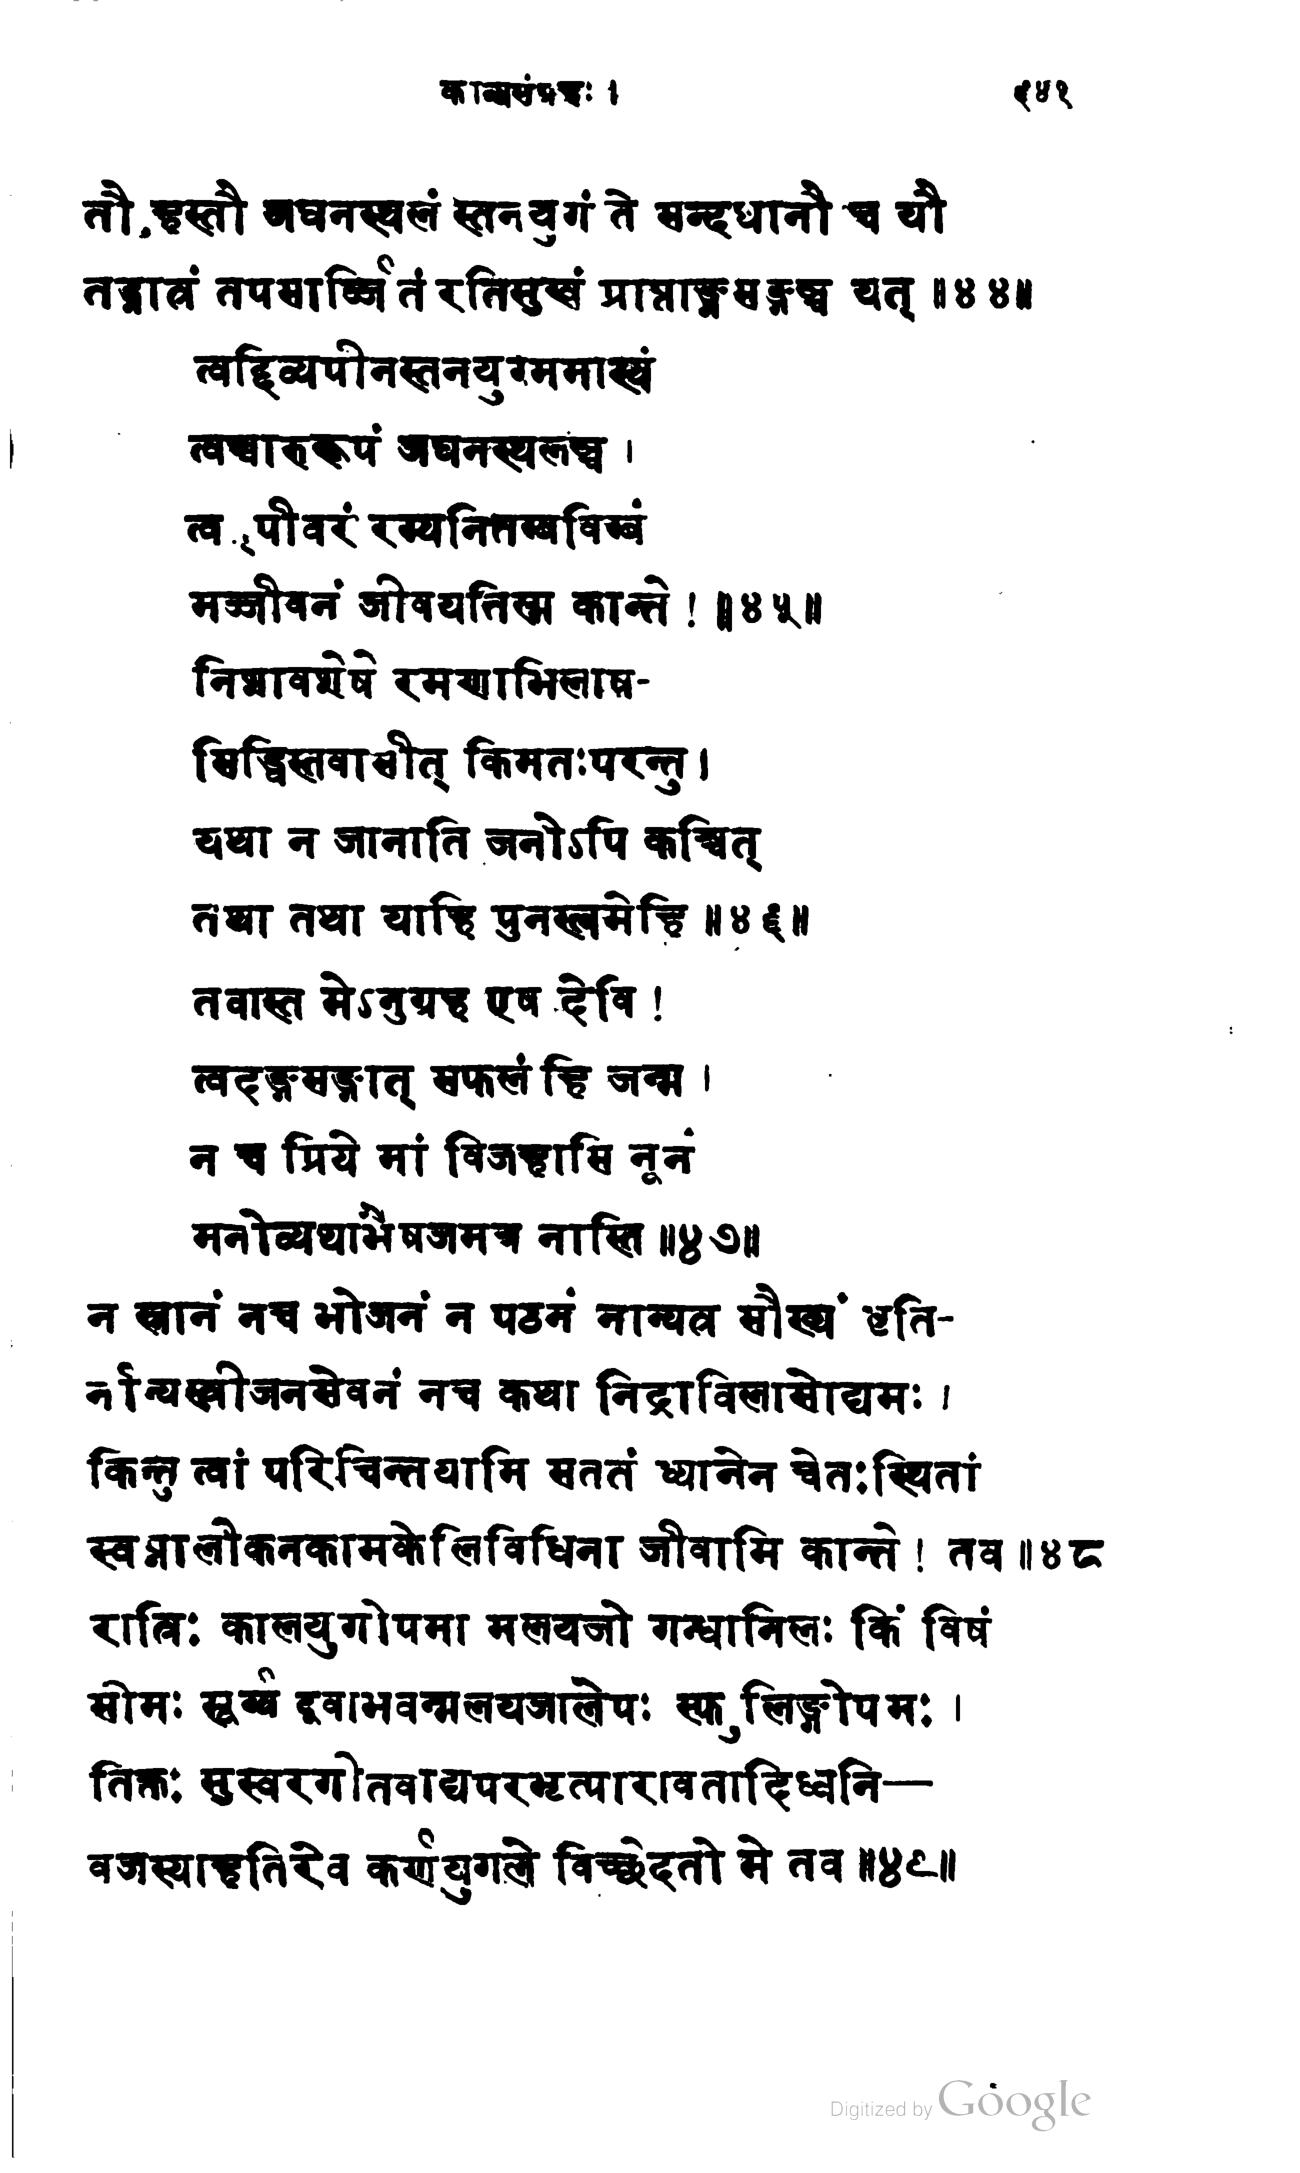 काव्यसंग्रहः । ६४१
तौ हस्तौ जघनस्थलं स्तनयुगं ते सन्दधानौ च यौ
तद्गात्रं तपसार्ज्जितं रतिसुखं प्राप्ताङ्गसङ्गञ्च यत् ॥४४॥
त्वद्दिव्यपीनस्तनयुग्ममास्यं
त्वच्चारुरूपं जघनस्थलञ्च ।
पीवरं रम्यनितम्बविम्बं
मज्जीवनं जीवयतिस्म कान्ते ! ॥४५॥
निशावशेषे रमणाभिलाष-
सिद्धिस्तवासीत् किमतःपरन्तु ।
यथा न जानाति जनोऽपि कश्चित्
तथा तथा याहि पुनस्त्वमेहि ॥४६॥
तवास्त मेऽनुग्रह एष देवि !
त्वदङ्गसङ्गात् सफलं हि जन्म ।
न च प्रिये मां विजहासि नूनं
मनोव्यथाभैषजमत्र नास्ति ॥४७॥
न स्नानं नच भोजनं न पठनं नान्यत्र सौख्यं धृति-
र्नान्यस्त्रीजनसेवनं नच कथा निद्राविलासोद्यमः ।
किन्तु त्वां परिचिन्तयामि सततं ध्यानेन चेतःस्थितां
स्वप्नालोकनकामकेलिविधिना जीवामि कान्ते ! तव ॥४८
रात्रिः कालयुगोपमा मलयजो गन्धानिलः किं विषं
सोमः सूर्य्य इवाभवन्मलयजालेपः स्फुलिङ्गोपमः ।
तिक्तः सुस्वरगीतवाद्यपरभृत्पारावतादिध्वनि—
वज्रस्याहतिरेव कर्णयुगले विच्छेदतो मे तव ॥४९॥
Digitized by Google